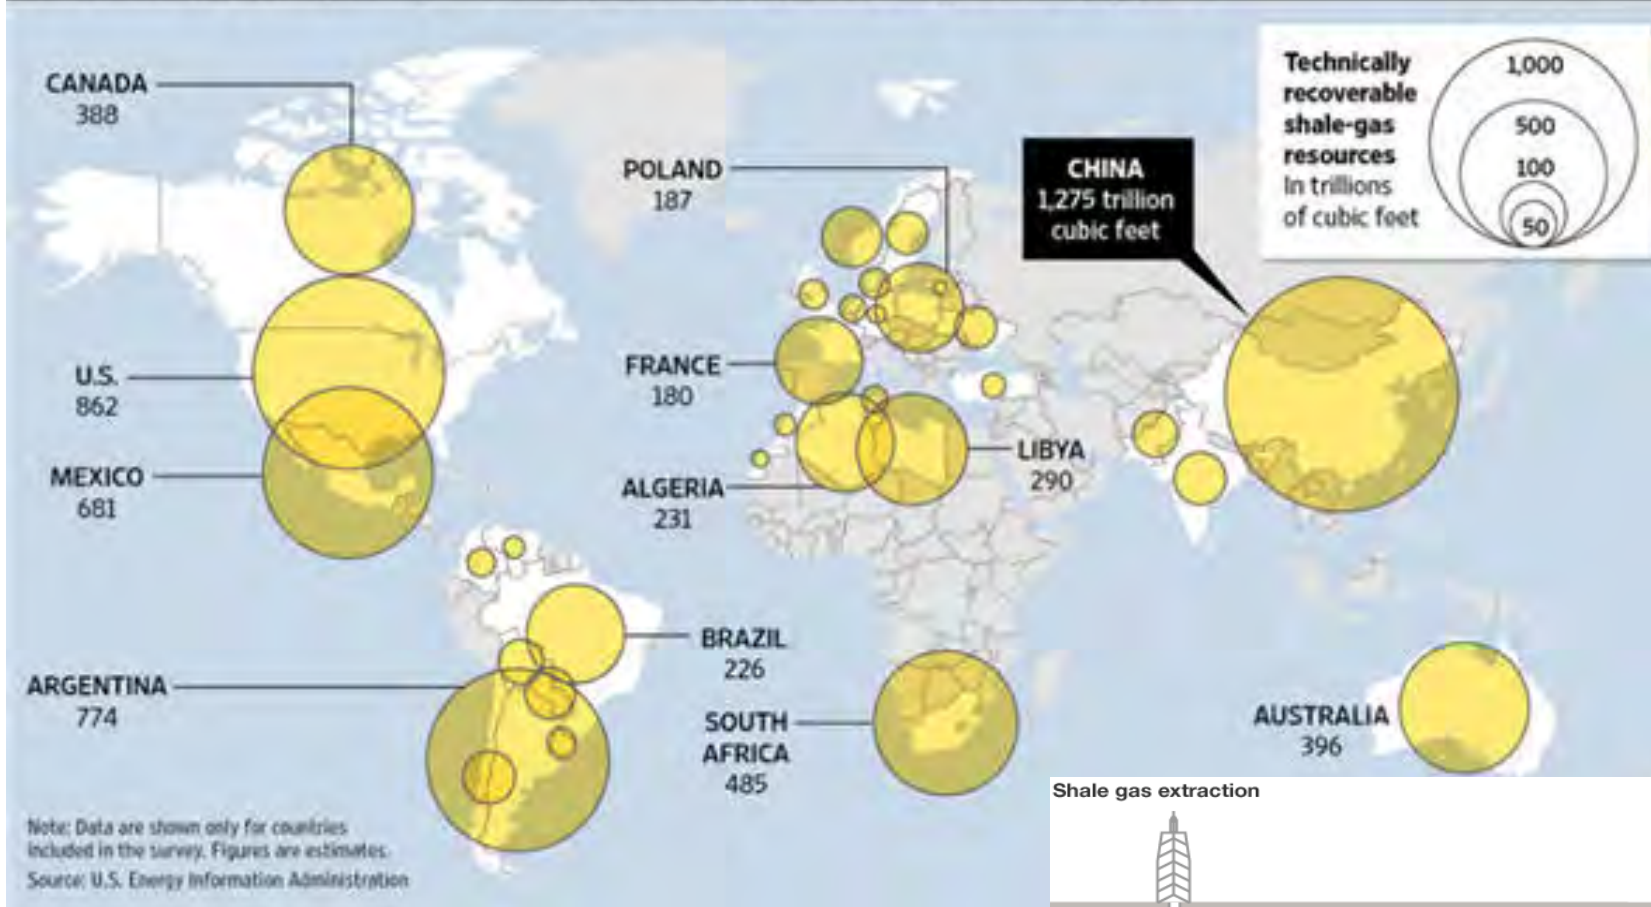 CANADA
388
U.S.
862
MEXICO
681
ARGENTINA
774
POLAND
187
FRANCE
180
ALGERIA
231
LIBYA
290
BRAZIL
226
SOUTH
AFRICA
485
CHINA
1,275 trillion
cubic feet
AUSTRALIA
396
Technically
recoverable
shale-gas
resources
In trillions
of cubic feet
1,000
500
100
50
Note: Data are shown only for countries
included in the survey. Figures are estimates.
Source: U.S. Energy Information Administration
Shale gas extraction